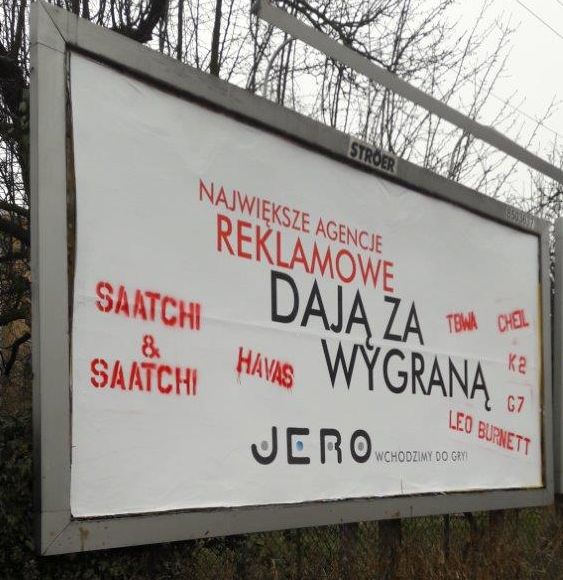 STRÖER
NAJWIĘKSZE AGENCJE
REKLAMOWE
DAJĄ ZA
WYGRANĄ
SAATCHI
&
SAATCHI
HAVAS
TBWA
CHEIL
K2
G7
LEO BURNETT
JERO WCHODZIMY DO GRY!